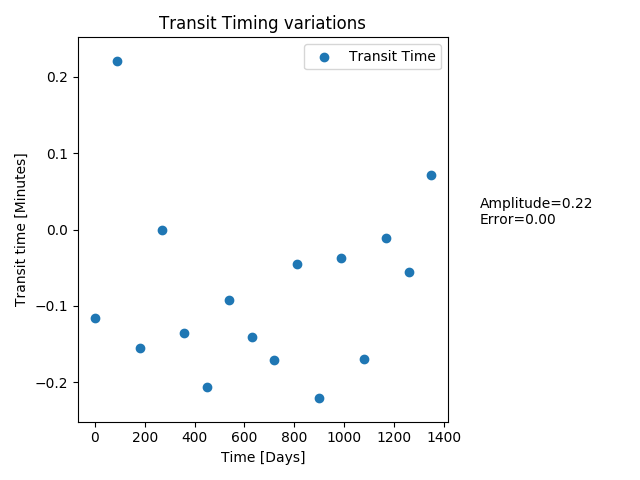 Transit Timing variations
Transit Time
Transit time [Minutes]
0.2
0.1
0.0
−0.1
−0.2
0 200 400 600 800 1000 1200 1400
Time [Days]
Amplitude=0.22
Error=0.00